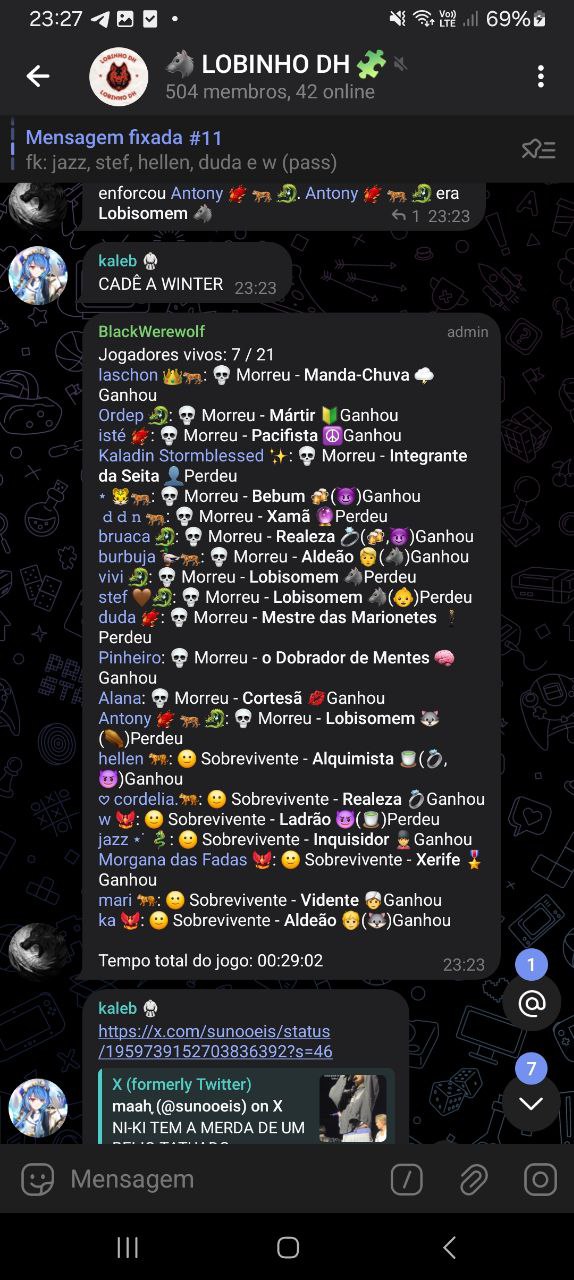 23:27
Vo))
LTE
69%
LOBINHO DH
LOBINHO DH
🐺 LOBINHO DH 🧩
504 membros, 42 online
Mensagem fixada #11
fk: jazz, stef, hellen, duda e w (pass)
enforcou Antony 🐦‍🔥 🐅 🐉. Antony 🐦‍🔥 🐅 🐉 era
Lobisomem 🐺
1 23:23
kaleb 🥋
CADÊ A WINTER 23:23
BlackWerewolf admin
Jogadores vivos: 7 / 21
laschon 👑🐅: 💀 Morreu - Manda-Chuva 🌩
Ganhou
Ordep 🐉: 💀 Morreu - Mártir 🔰Ganhou
isté 🐦‍🔥: 💀 Morreu - Pacifista ☮️Ganhou
Kaladin Stormblessed ✨: 💀 Morreu - Integrante
da Seita 👤Perdeu
⋆ 🐯🐅: 💀 Morreu - Bebum 🍻(😈)Ganhou
d d n 🐅: 💀 Morreu - Xamã 🔮Perdeu
bruaca 🐉: 💀 Morreu - Realeza 💍(🍻,😈)Ganhou
burbuja 🪿🐅: 💀 Morreu - Aldeão 👱(🐺)Ganhou
vivi 🐉: 💀 Morreu - Lobisomem 🐺Perdeu
stef 🤎🐉: 💀 Morreu - Lobisomem 🐺(👶)Perdeu
duda 🐦‍🔥: 💀 Morreu - Mestre das Marionetes 🕴
Perdeu
Pinheiro: 💀 Morreu - o Dobrador de Mentes 🧠
Ganhou
Alana: 💀 Morreu - Cortesã 💋Ganhou
Antony 🐦‍🔥 🐅 🐉: 💀 Morreu - Lobisomem 🐺
(⚰️)Perdeu
hellen 🐅: 🙂 Sobrevivente - Alquimista 🍵(💍,
😈)Ganhou
♡ cordelia.🐅: 🙂 Sobrevivente - Realeza 💍Ganhou
w 🐦‍🔥: 🙂 Sobrevivente - Ladrão 😈(🍵)Perdeu
jazz ⋆˙ 🐉: 🙂 Sobrevivente - Inquisidor 💂Ganhou
Morgana das Fadas 🐦‍🔥: 🙂 Sobrevivente - Xerife 🎖
Ganhou
mari 🐅: 🙂 Sobrevivente - Vidente 👳Ganhou
ka 🐦‍🔥: 🙂 Sobrevivente - Aldeão 👱(🐺)Ganhou
Tempo total do jogo: 00:29:02
23:23
1
@
7
kaleb 🥋
https://x.com/sunooeis/status
/1959739152703836392?s=46
X (formerly Twitter)
maah, (@sunooeis) on X
NI-KI TEM A MERDA DE UM
Mensagem